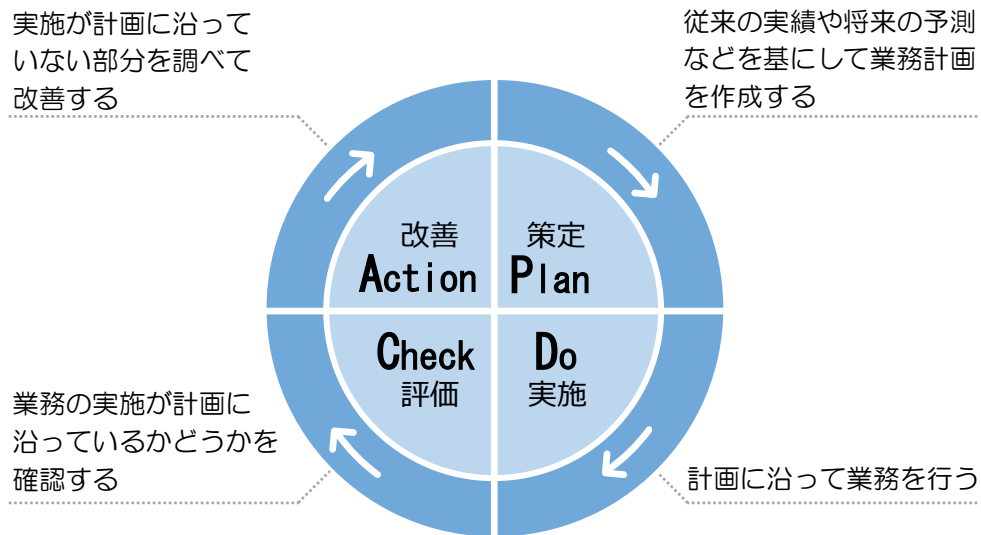 実施が計画に沿って
いない部分を調べて
改善する
従来の実績や将来の予測
などを基にして業務計画
を作成する
改善
Action
策定
Plan
Check
評価
Do
実施
業務の実施が計画に
沿っているかどうかを
確認する
計画に沿って業務を行う